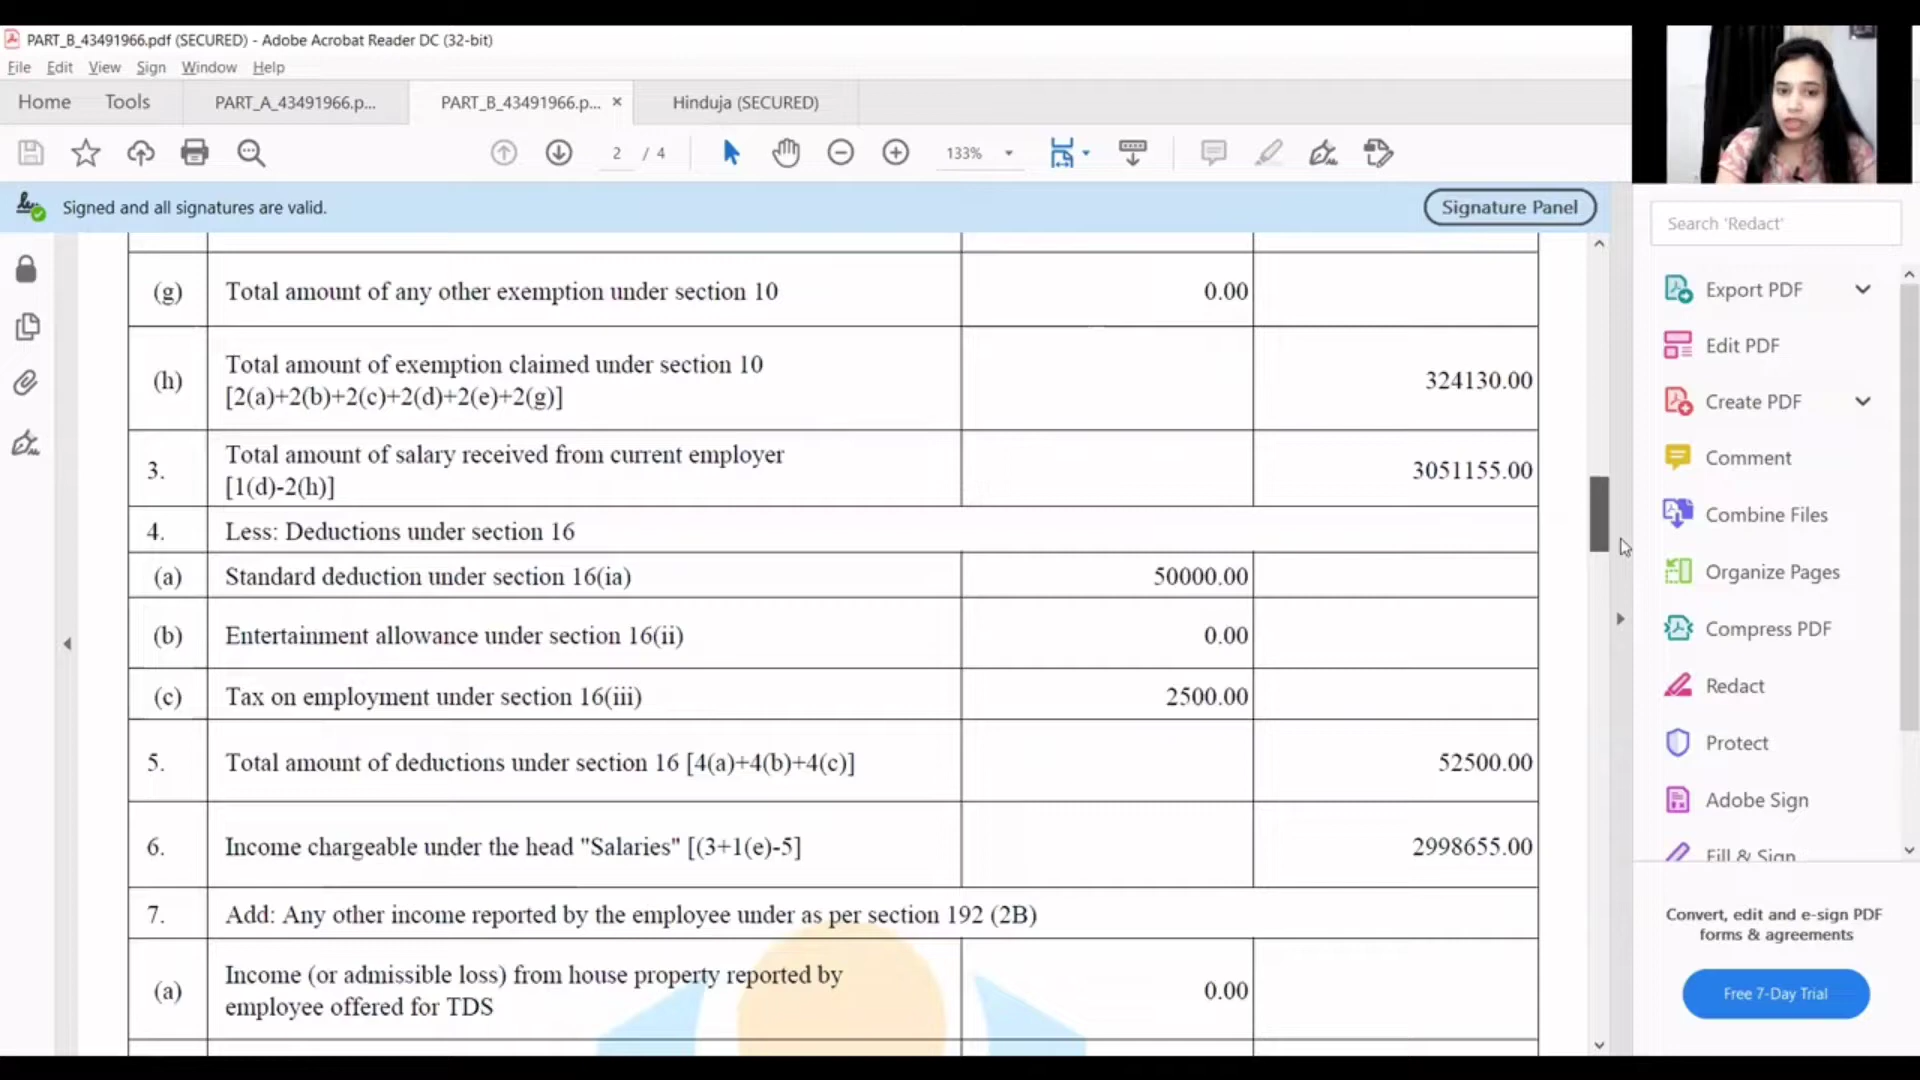 PART_B_43491966.pdf (SECURED) - Adobe Acrobat Reader DC (32-bit)
File Edit View Sign Window Help
Home Tools PART_A_43491966.p... PART_B_43491966.p... × Hinduja (SECURED)
2 / 4 133%
Signed and all signatures are valid. Signature Panel
Search 'Redact'
(g) Total amount of any other exemption under section 10 0.00
(h) Total amount of exemption claimed under section 10 324130.00
[2(a)+2(b)+2(c)+2(d)+2(e)+2(g)]
3. Total amount of salary received from current employer 3051155.00
[1(d)-2(h)]
4. Less: Deductions under section 16
(a) Standard deduction under section 16(ia) 50000.00
(b) Entertainment allowance under section 16(ii) 0.00
(c) Tax on employment under section 16(iii) 2500.00
5. Total amount of deductions under section 16 [4(a)+4(b)+4(c)] 52500.00
6. Income chargeable under the head "Salaries" [(3+1(e)-5] 2998655.00
7. Add: Any other income reported by the employee under as per section 192 (2B)
(a) Income (or admissible loss) from house property reported by 0.00
employee offered for TDS
Export PDF
Edit PDF
Create PDF
Comment
Combine Files
Organize Pages
Compress PDF
Redact
Protect
Adobe Sign
Fill & Sign
Convert, edit and e-sign PDF
forms & agreements
Free 7-Day Trial